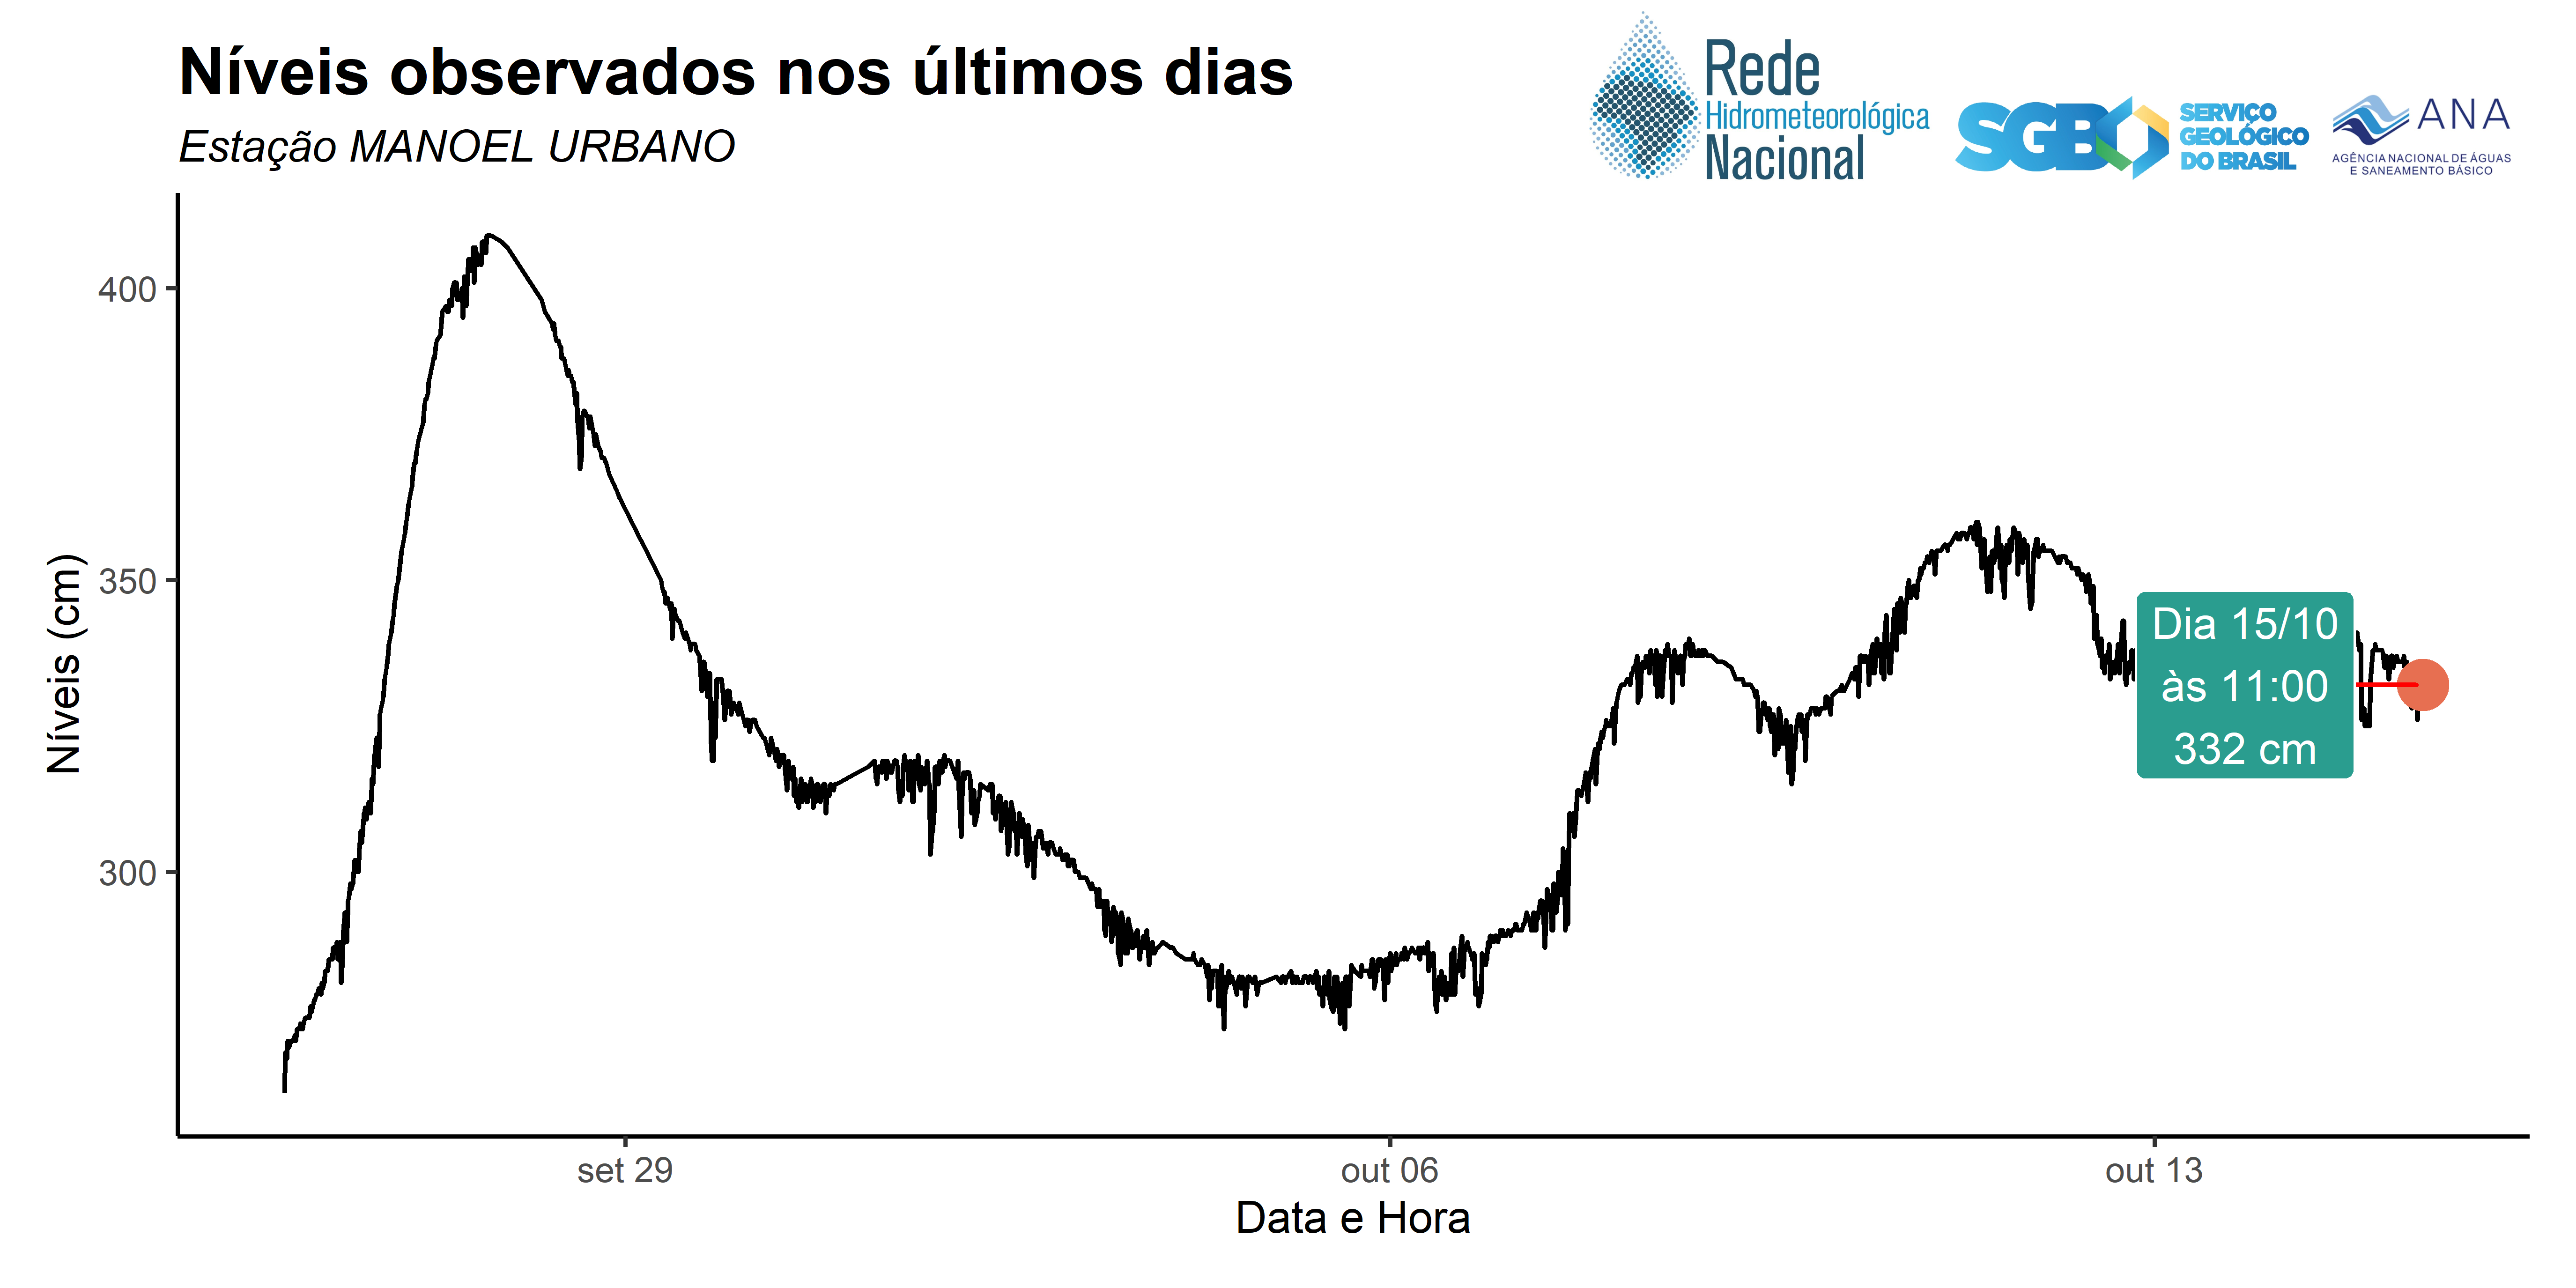 Níveis observados nos últimos dias
Estação MANOEL URBANO
Rede
Hidrometeorológica
Nacional
SGB
SERVIÇO
GEOLÓGICO
DO BRASIL
ANA
AGÊNCIA NACIONAL DE ÁGUAS
E SANEAMENTO BÁSICO
Níveis (cm)
400
350
300
Dia 15/10
às 11:00
332 cm
set 29
out 06
out 13
Data e Hora